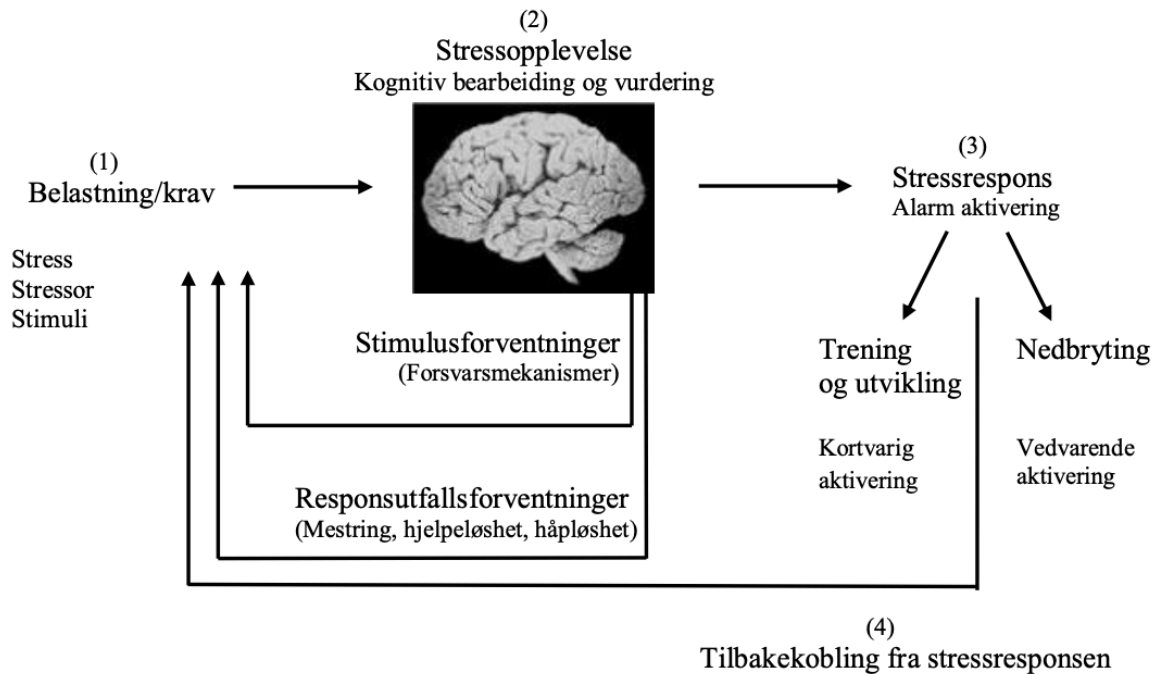 (1)
Belastning/krav
Stress
Stressor
Stimuli
(2)
Stressopplevelse
Kognitiv bearbeiding og vurdering
Stimulusforventninger
(Forsvarsmekanismer)
Responsutfallsforventninger
(Mestring, hjelpeløshet, håpløshet)
(3)
Stressrespons
Alarm aktivering
Trening
og utvikling
Kortvarig
aktivering
Nedbryting
Vedvarende
aktivering
(4)
Tilbakekobling fra stressresponsen